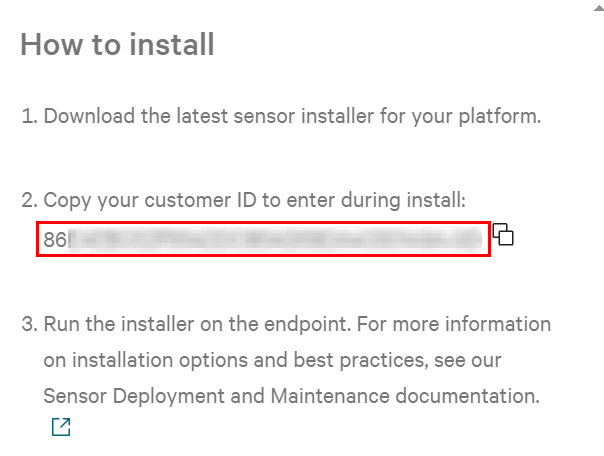 How to install
1. Download the latest sensor installer for your platform.
2. Copy your customer ID to enter during install:
86
3. Run the installer on the endpoint. For more information
on installation options and best practices, see our
Sensor Deployment and Maintenance documentation.